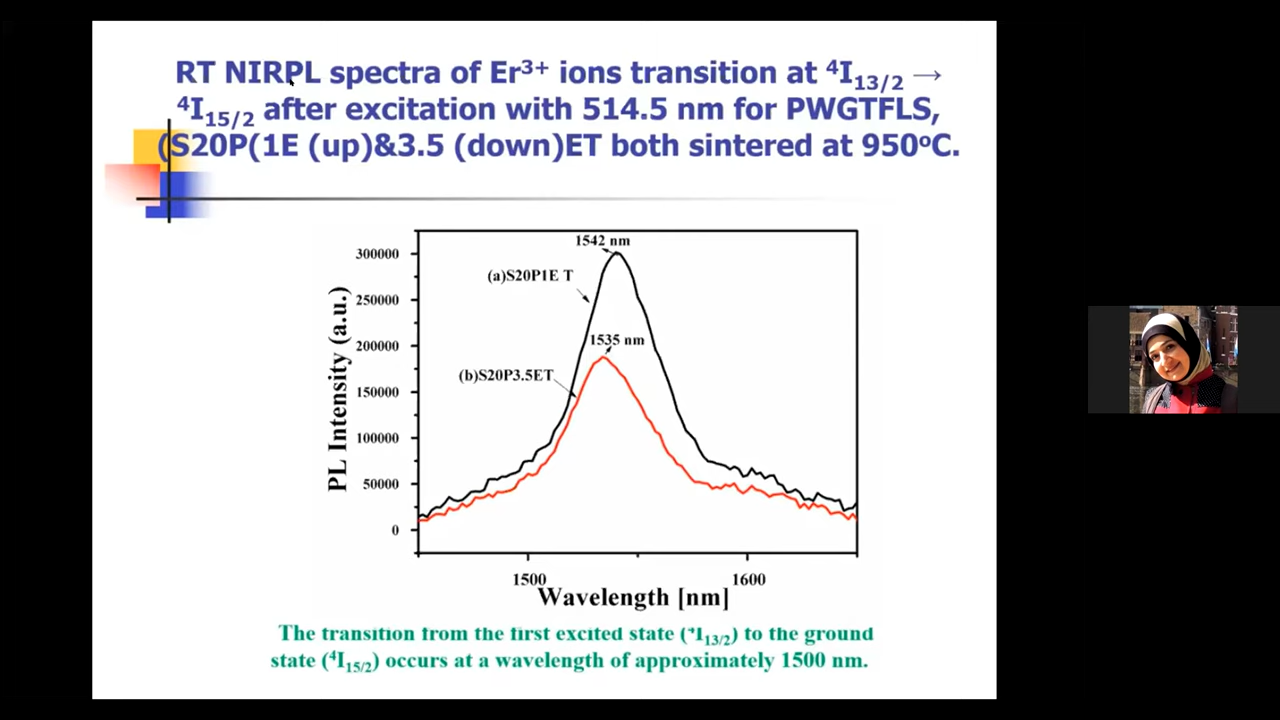 RT NIRPL spectra of Er³⁺ ions transition at ⁴I₁₃/₂ →
⁴I₁₅/₂ after excitation with 514.5 nm for PWGTFLS,
(S20P(1E (up)&3.5 (down)ET both sintered at 950ºC.
1542 nm
300000
(a)S20P1E T
250000
1535 nm
200000
(b)S20P3.5ET
150000
100000
50000
0
PL Intensity (a.u.)
1500
1600
Wavelength [nm]
The transition from the first excited state (⁴I₁₃/₂) to the ground
state (⁴I₁₅/₂) occurs at a wavelength of approximately 1500 nm.